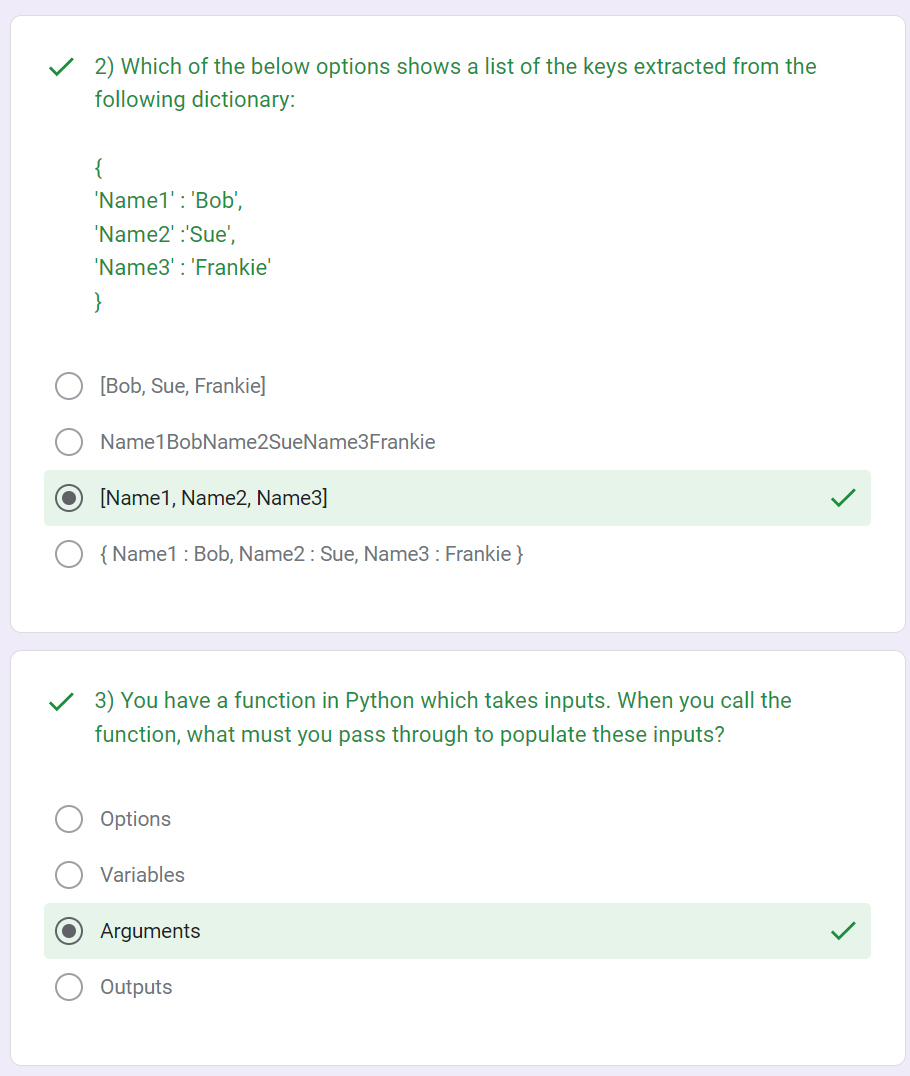 2) Which of the below options shows a list of the keys extracted from the
following dictionary:
{
'Name1' : 'Bob',
'Name2' :'Sue',
'Name3' : 'Frankie'
}
[Bob, Sue, Frankie]
Name1BobName2SueName3Frankie
[Name1, Name2, Name3]
{ Name1 : Bob, Name2 : Sue, Name3 : Frankie }
3) You have a function in Python which takes inputs. When you call the
function, what must you pass through to populate these inputs?
Options
Variables
Arguments
Outputs